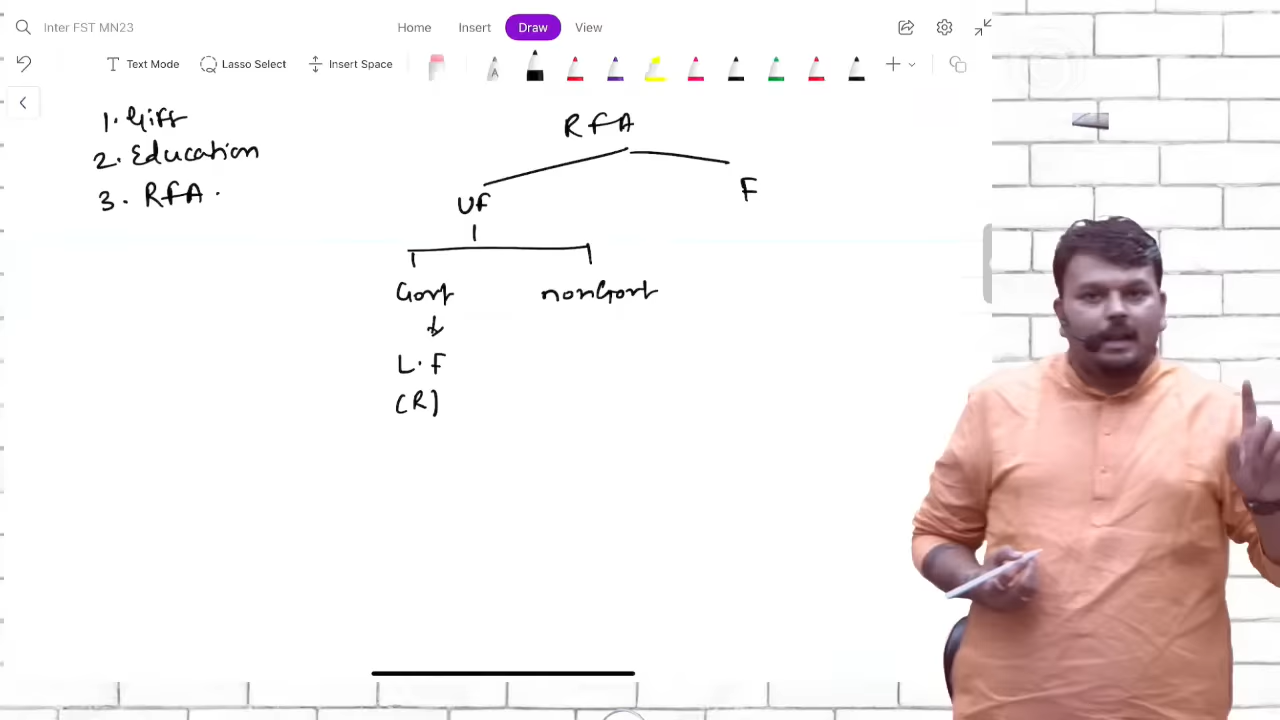 Inter FST MN23
Home Insert Draw View
Text Mode Lasso Select Insert Space
A
1. Gift
2. Education
3. RFA.
RFA
UF F
Govt nonGovt
L.F
(R)